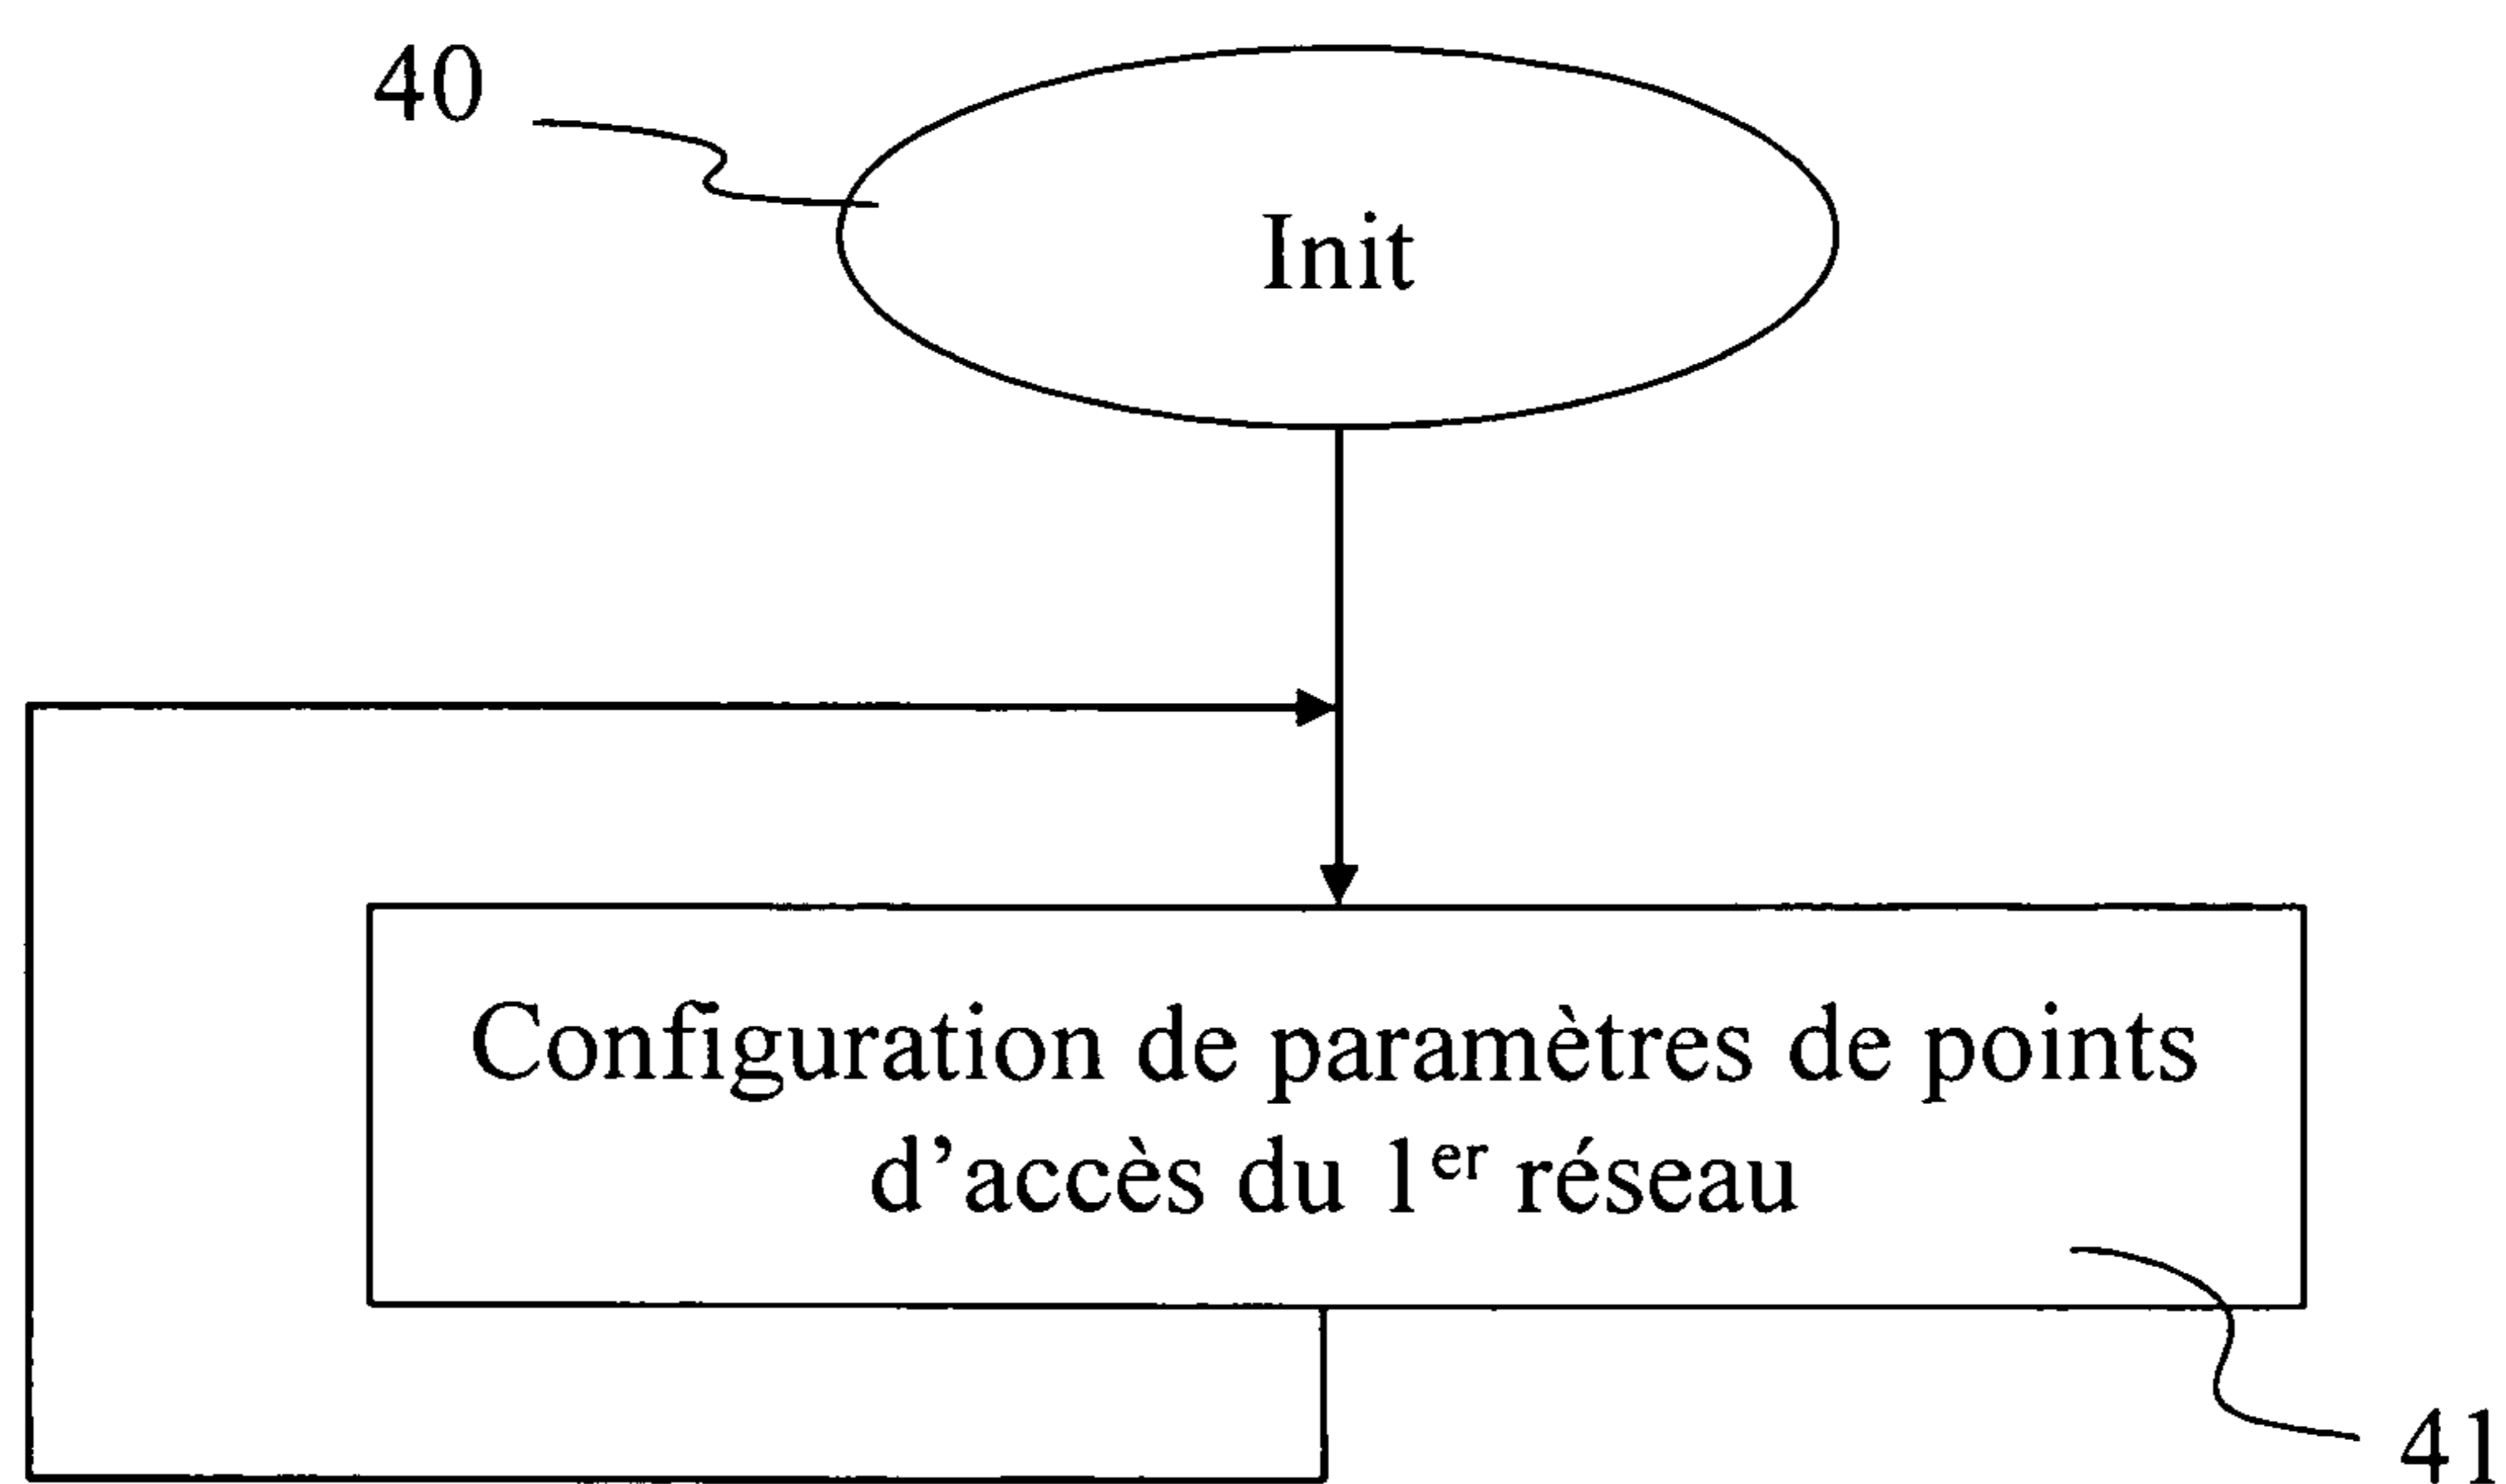 40
Init
Configuration de paramètres de points
d’accès du 1er réseau
41